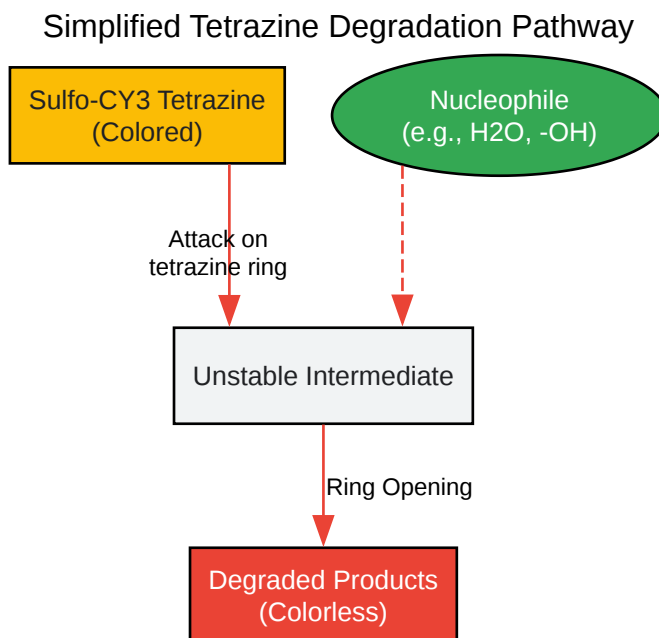 Simplified Tetrazine Degradation Pathway
Sulfo-CY3 Tetrazine
(Colored)
Nucleophile
(e.g., H2O, -OH)
Attack on
tetrazine ring
Unstable Intermediate
Ring Opening
Degraded Products
(Colorless)